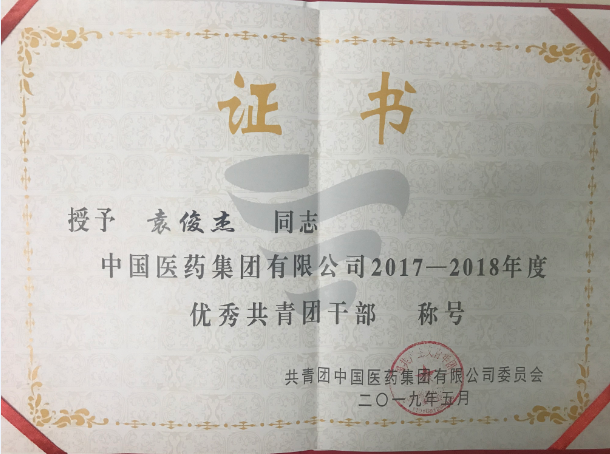 证书
授予 袁俊杰 同志
中国医药集团有限公司2017—2018年度
优秀共青团干部 称号
共青团中国医药集团有限公司委员会
二〇一九年五月